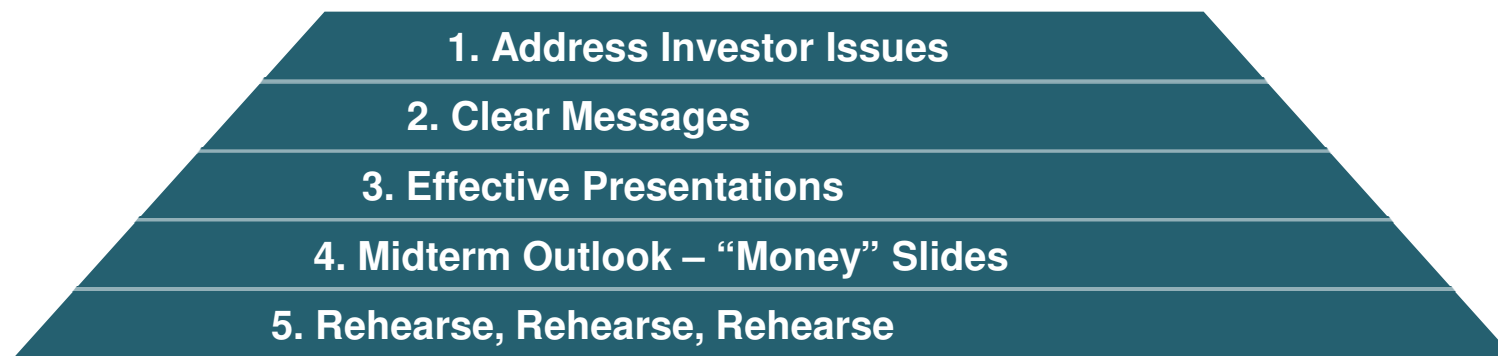 1. Address Investor Issues
2. Clear Messages
3. Effective Presentations
4. Midterm Outlook – “Money” Slides
5. Rehearse, Rehearse, Rehearse